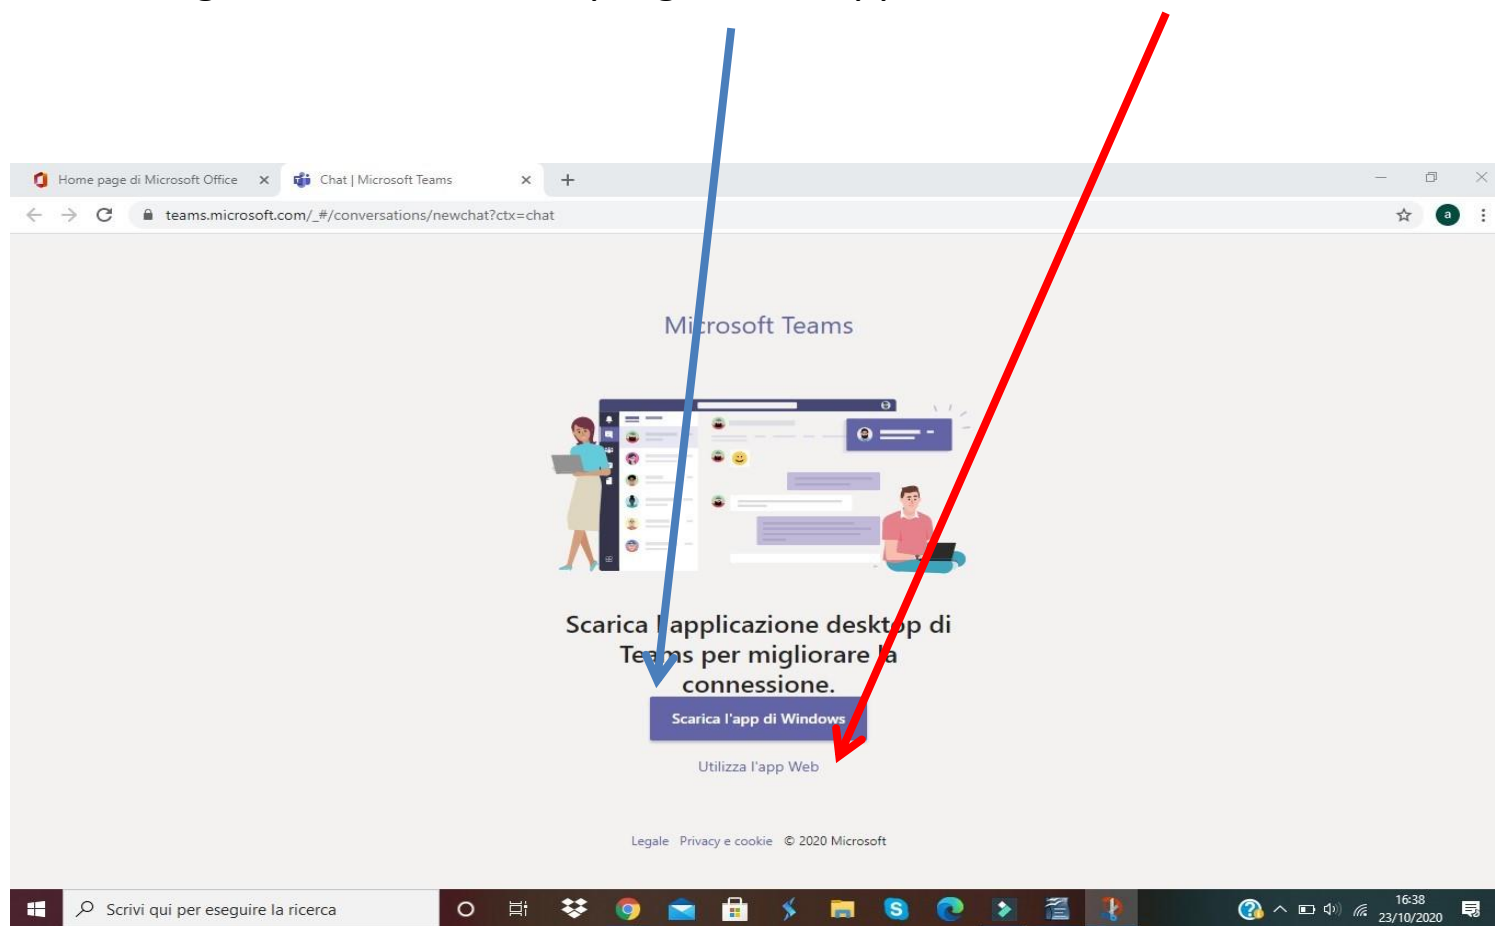 Home page di Microsoft Office
Chat | Microsoft Teams
teams.microsoft.com/_#/conversations/newchat?ctx=chat
a
Microsoft Teams
Scarica l'applicazione desktop di
Teams per migliorare la
connessione.
Scarica l'app di Windows
Utilizza l'app Web
Legale Privacy e cookie © 2020 Microsoft
Scrivi qui per eseguire la ricerca
16:38
23/10/2020